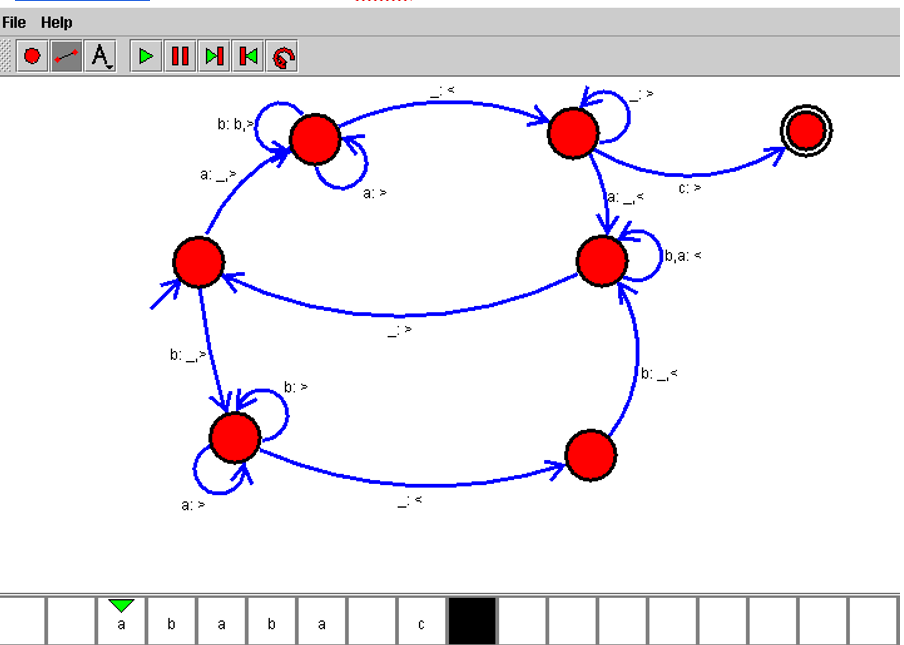 File Help
A
_: <
_: >
b: b,>
a: _,>
a: >
c: >
a: _,<
b,a: <
_: >
b: _,>
b: >
b: _,<
a: >
_: <
a b a b a c